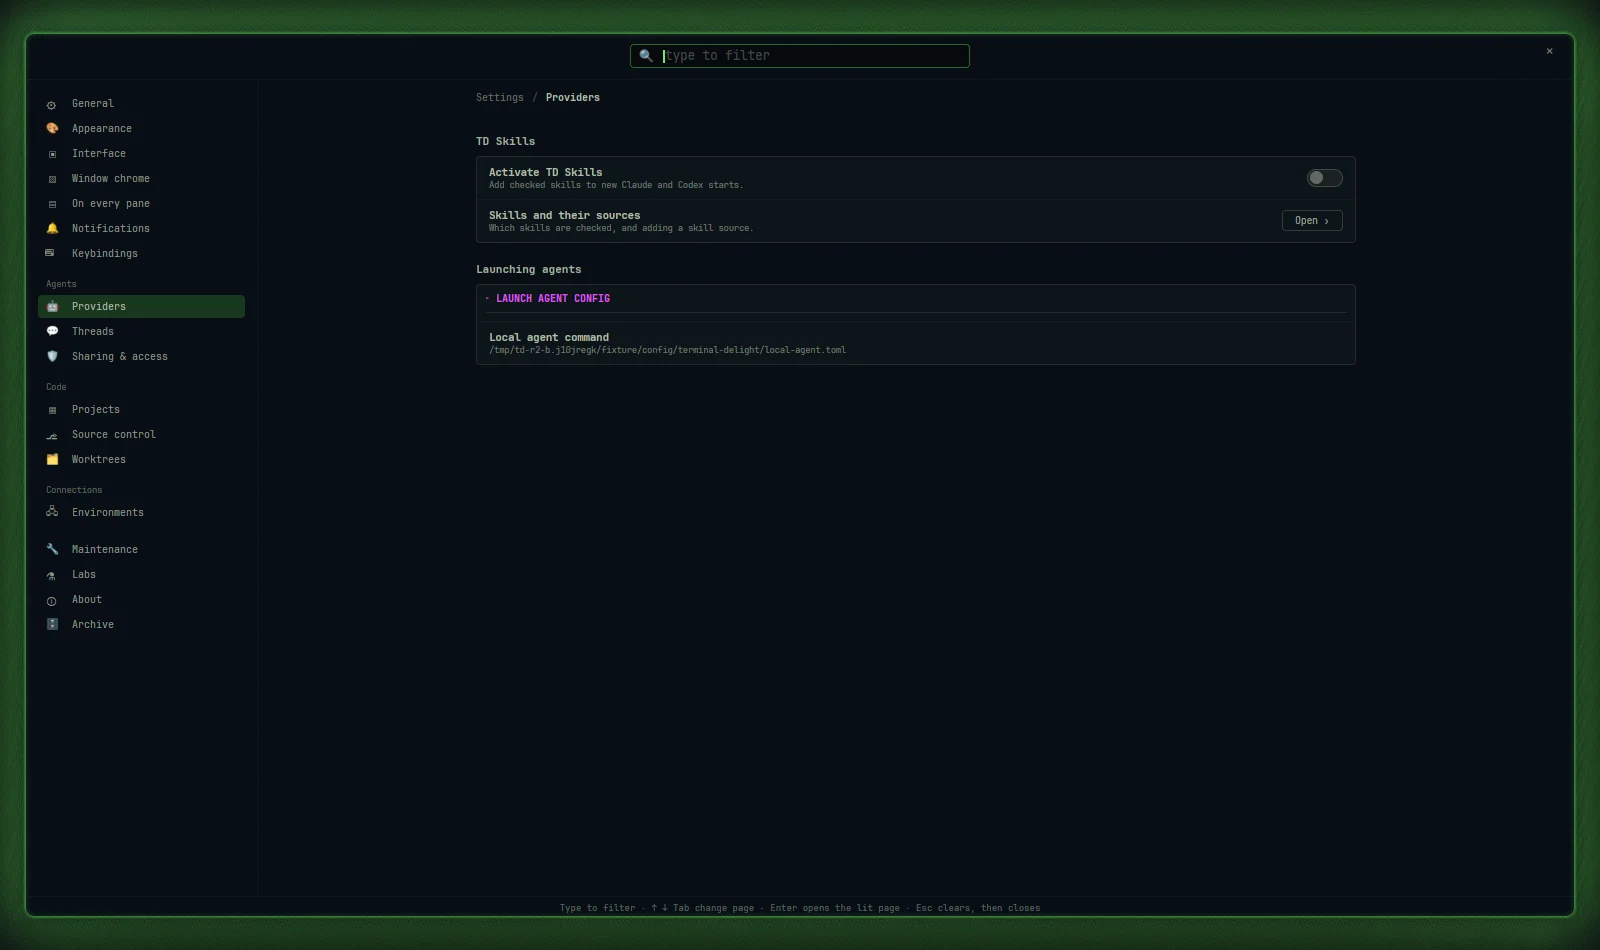 type to filter
×
General
Appearance
Interface
Window chrome
On every pane
Notifications
Keybindings
Agents
Providers
Threads
Sharing & access
Code
Projects
Source control
Worktrees
Connections
Environments
Maintenance
Labs
About
Archive
Settings / Providers
TD Skills
Activate TD Skills
Add checked skills to new Claude and Codex starts.
Skills and their sources
Which skills are checked, and adding a skill source.
Open ›
Launching agents
LAUNCH AGENT CONFIG
Local agent command
/tmp/td-r2-b.j10jregk/fixture/config/terminal-delight/local-agent.toml
Type to filter · ↑ ↓ Tab change page · Enter opens the lit page · Esc clears, then closes